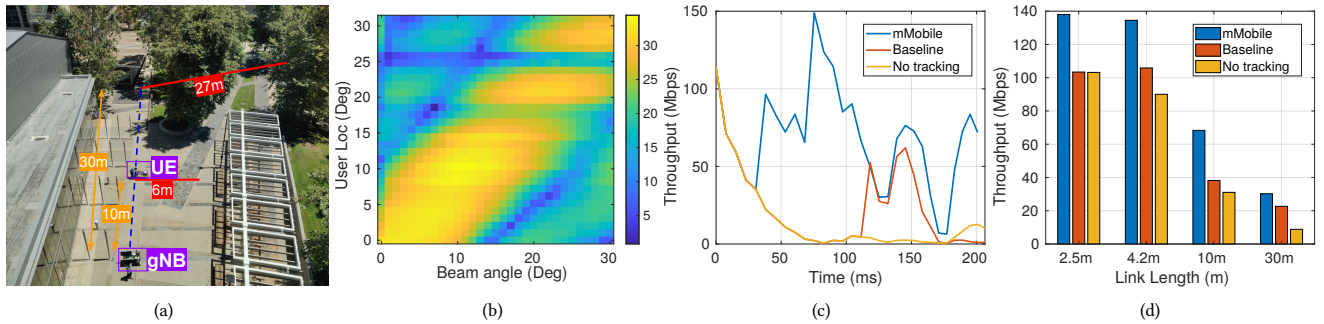 27m
30m
UE
6m
10m
gNB
(a)
User Loc (Deg)
30
25
20
15
10
5
0
0
10
20
30
Beam angle (Deg)
30
25
20
15
10
5
(b)
Throughput (Mbps)
150
100
50
0
0
50
100
150
200
Time (ms)
mMobile
Baseline
No tracking
(c)
Throughput (Mbps)
140
120
100
80
60
40
20
0
2.5m
4.2m
10m
30m
Link Length (m)
mMobile
Baseline
No tracking
(d)